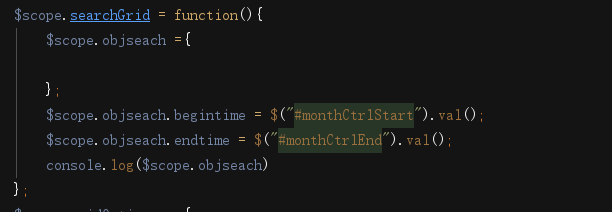 $scope.searchGrid = function(){
$scope.objseach ={
};
$scope.objseach.begintime = $("#monthCtrlStart").val();
$scope.objseach.endtime = $("#monthCtrlEnd").val();
console.log($scope.objseach)
};